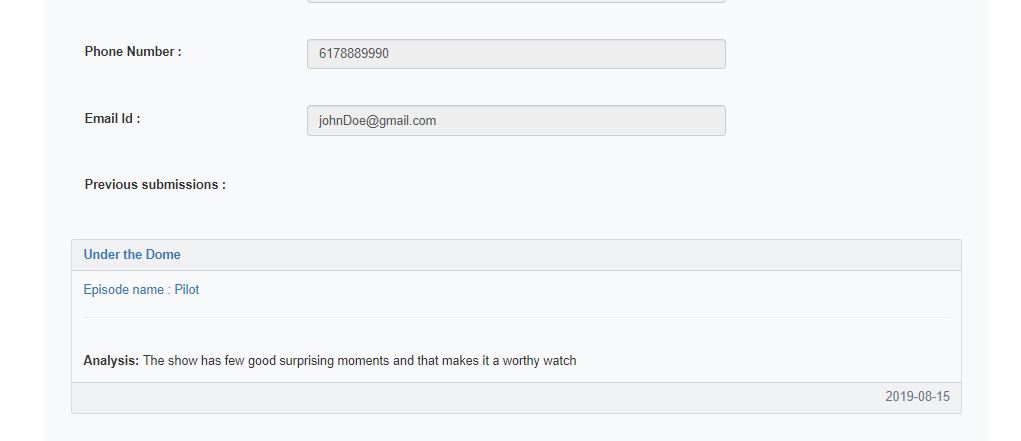 Phone Number :
6178889990
Email Id :
johnDoe@gmail.com
Previous submissions :
Under the Dome
Episode name : Pilot
Analysis: The show has few good surprising moments and that makes it a worthy watch
2019-08-15